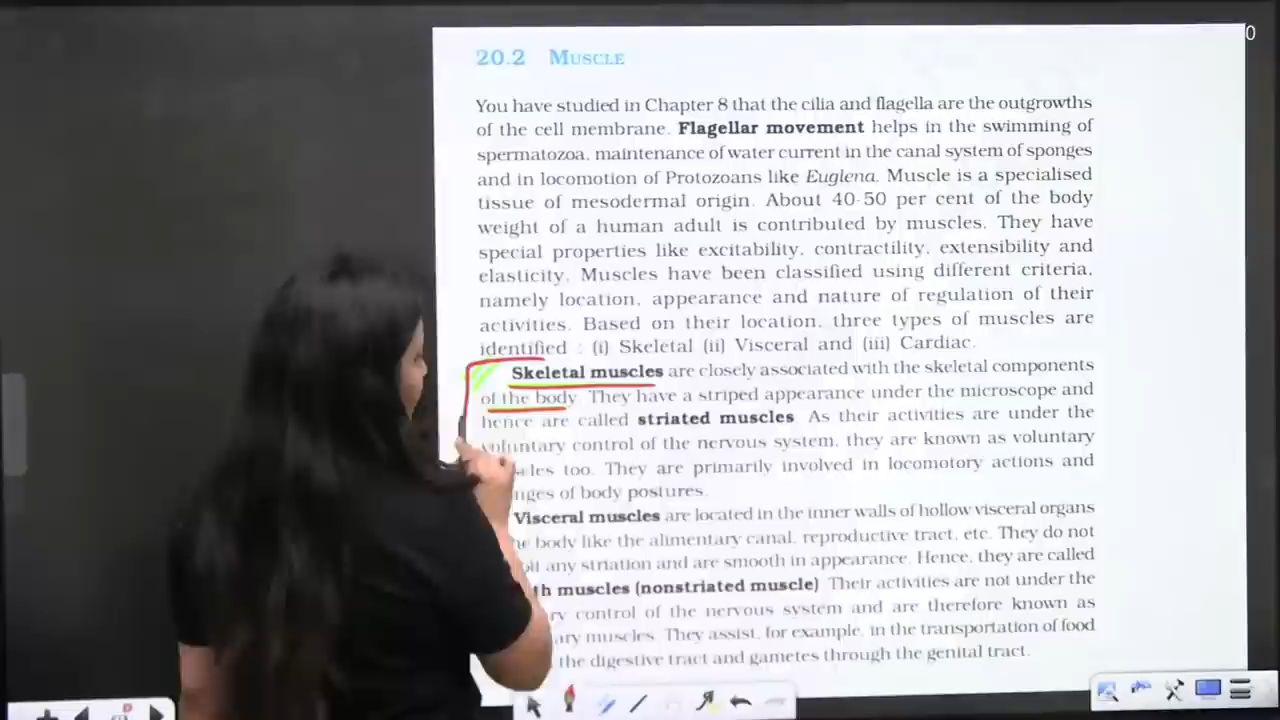 0
20.2 MUSCLE
You have studied in Chapter 8 that the cilia and flagella are the outgrowths
of the cell membrane. Flagellar movement helps in the swimming of
spermatozoa, maintenance of water current in the canal system of sponges
and in locomotion of Protozoans like Euglena. Muscle is a specialised
tissue of mesodermal origin. About 40-50 per cent of the body
weight of a human adult is contributed by muscles. They have
special properties like excitability, contractility, extensibility and
elasticity. Muscles have been classified using different criteria,
namely location, appearance and nature of regulation of their
activities. Based on their location, three types of muscles are
identified : (i) Skeletal (ii) Visceral and (iii) Cardiac.
Skeletal muscles are closely associated with the skeletal components
of the body. They have a striped appearance under the microscope and
hence are called striated muscles. As their activities are under the
voluntary control of the nervous system, they are known as voluntary
too. They are primarily involved in locomotory actions and
of body postures.
Visceral muscles are located in the inner walls of hollow visceral organs
body like the alimentary canal, reproductive tract, etc. They do not
any striation and are smooth in appearance. Hence, they are called
muscles (nonstriated muscle). Their activities are not under the
control of the nervous system and are therefore known as
muscles. They assist, for example, in the transportation of food
the digestive tract and gametes through the genital tract.